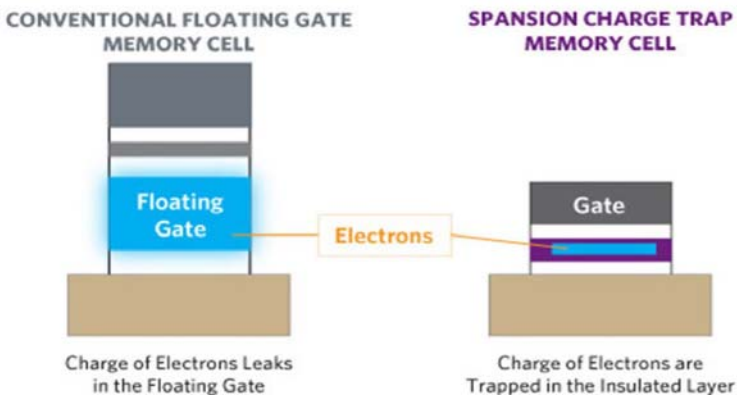 CONVENTIONAL FLOATING GATE
MEMORY CELL
SPANSION CHARGE TRAP
MEMORY CELL
Floating
Gate
Electrons
Gate
Charge of Electrons Leaks
in the Floating Gate
Charge of Electrons are
Trapped in the Insulated Layer